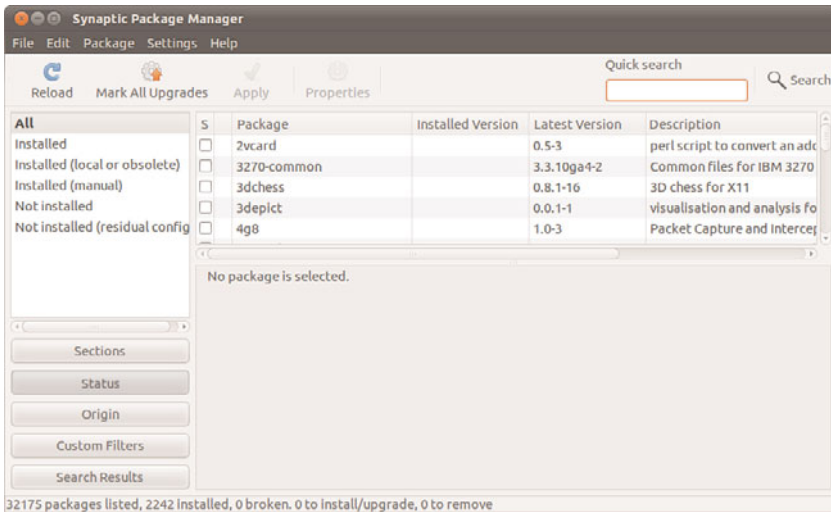 Synaptic Package Manager
File Edit Package Settings Help
Quick search
Reload Mark All Upgrades Apply Properties Search
All
Installed
Installed (local or obsolete)
Installed (manual)
Not installed
Not installed (residual config
S Package Installed Version Latest Version Description
2vcard 0.5-3 perl script to convert an add
3270-common 3.3.10ga4-2 Common files for IBM 3270
3dchess 0.8.1-16 3D chess for X11
3depict 0.0.1-1 visualisation and analysis fo
4g8 1.0-3 Packet Capture and Intercep
No package is selected.
Sections
Status
Origin
Custom Filters
Search Results
32175 packages listed, 2242 installed, 0 broken. 0 to install/upgrade, 0 to remove